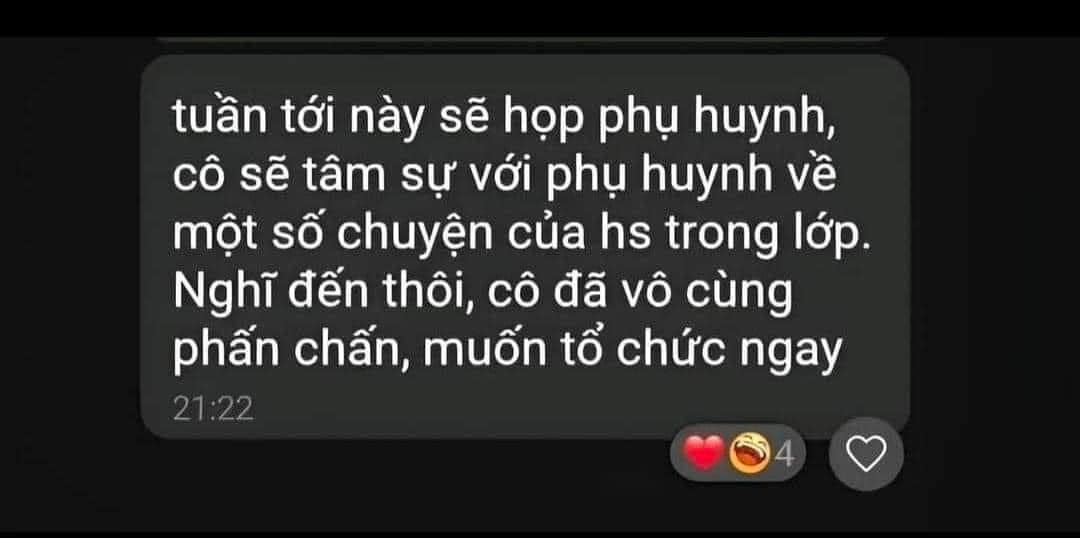 tuần tới này sẽ họp phụ huynh,
cô sẽ tâm sự với phụ huynh về
một số chuyện của hs trong lớp.
Nghĩ đến thôi, cô đã vô cùng
phấn chấn, muốn tổ chức ngay
21:22
4